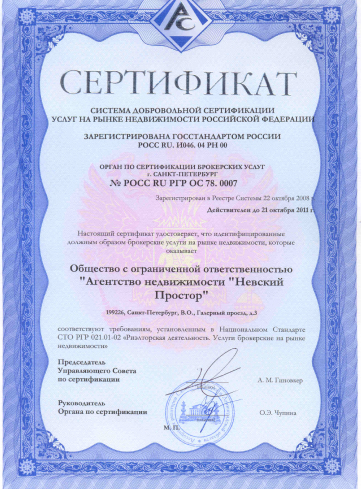 СЕРТИФИКАТ
СИСТЕМА ДОБРОВОЛЬНОЙ СЕРТИФИКАЦИИ
УСЛУГ НА РЫНКЕ НЕДВИЖИМОСТИ РОССИЙСКОЙ ФЕДЕРАЦИИ
ЗАРЕГИСТРИРОВАНА ГОССТАНДАРТОМ РОССИИ
РОСС RU. И046. 04 РН 00
ОРГАН ПО СЕРТИФИКАЦИИ БРОКЕРСКИХ УСЛУГ
г. САНКТ-ПЕТЕРБУРГ
№ РОСС RU РГР ОС 78. 0007
Зарегистрирован в Реестре Системы 22 октября 2008 г.
Действителен до 21 октября 2011 г.
Настоящий сертификат удостоверяет, что идентифицированные
должным образом брокерские услуги на рынке недвижимости, которые
оказывает
Общество с ограниченной ответственностью
"Агентство недвижимости "Невский
Простор"
199226, Санкт-Петербург, В.О., Галерный проезд, д.3
соответствуют требованиям, установленным в Национальном Стандарте
СТО РГР 021.01-02 «Риэлторская деятельность. Услуги брокерские на рынке
недвижимости»
Председатель
Управляющего Совета
по сертификации
А. М. Гиновкер
Руководитель
Органа по сертификации
О.Э. Чупина
М. П.